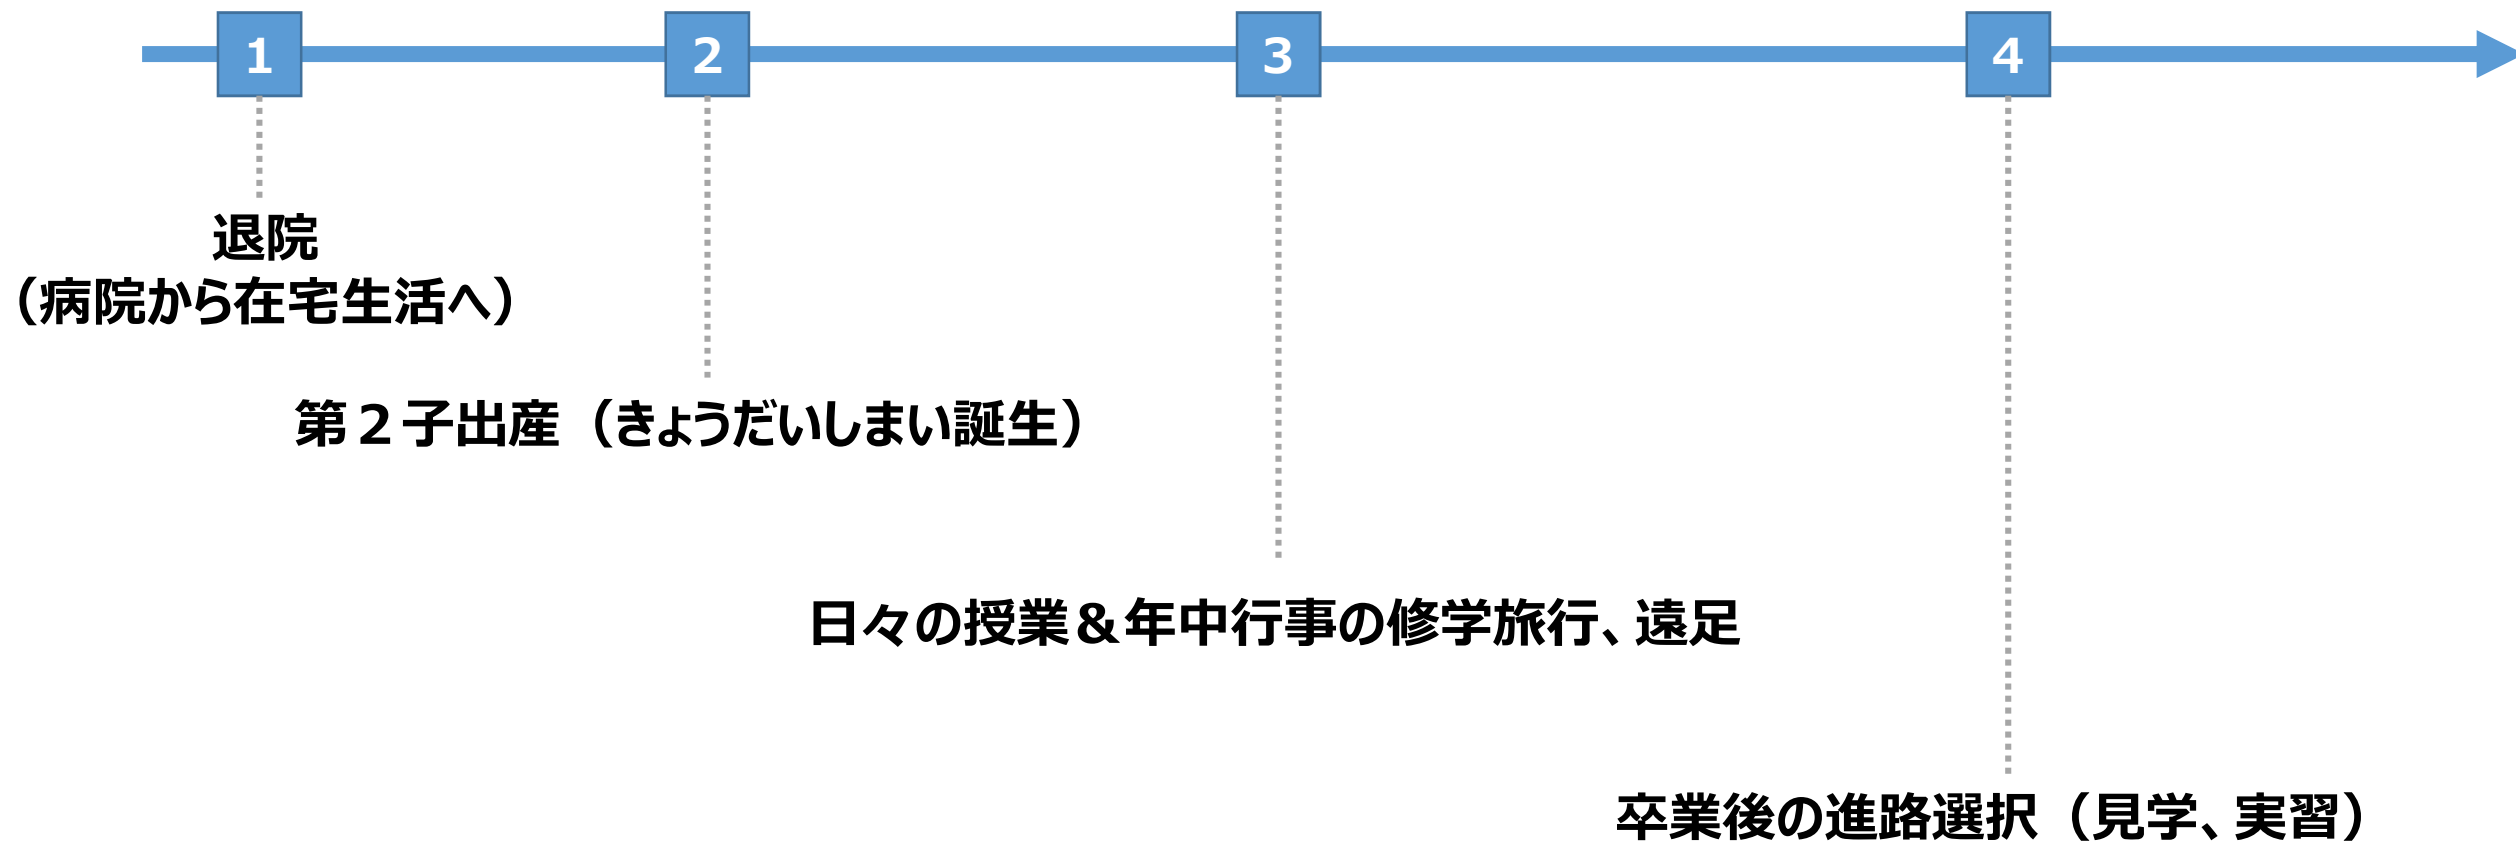 1
2
3
4
退院
（病院から在宅生活へ）
第２子出産（きょうだいしまい誕生）
日々の授業＆年中行事の修学旅行、遠足
卒業後の進路選択（見学、実習）